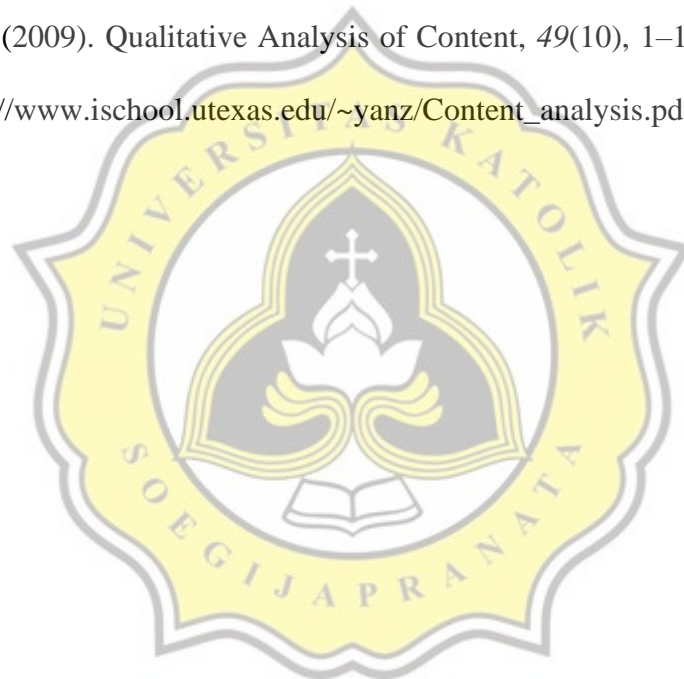 (2009). Qualitative Analysis of Content, 49(10), 1–1
//www.ischool.utexas.edu/~yanz/Content_analysis.pd
UNIVERSITAS KATOLIK
SOEGIJAPRANATA